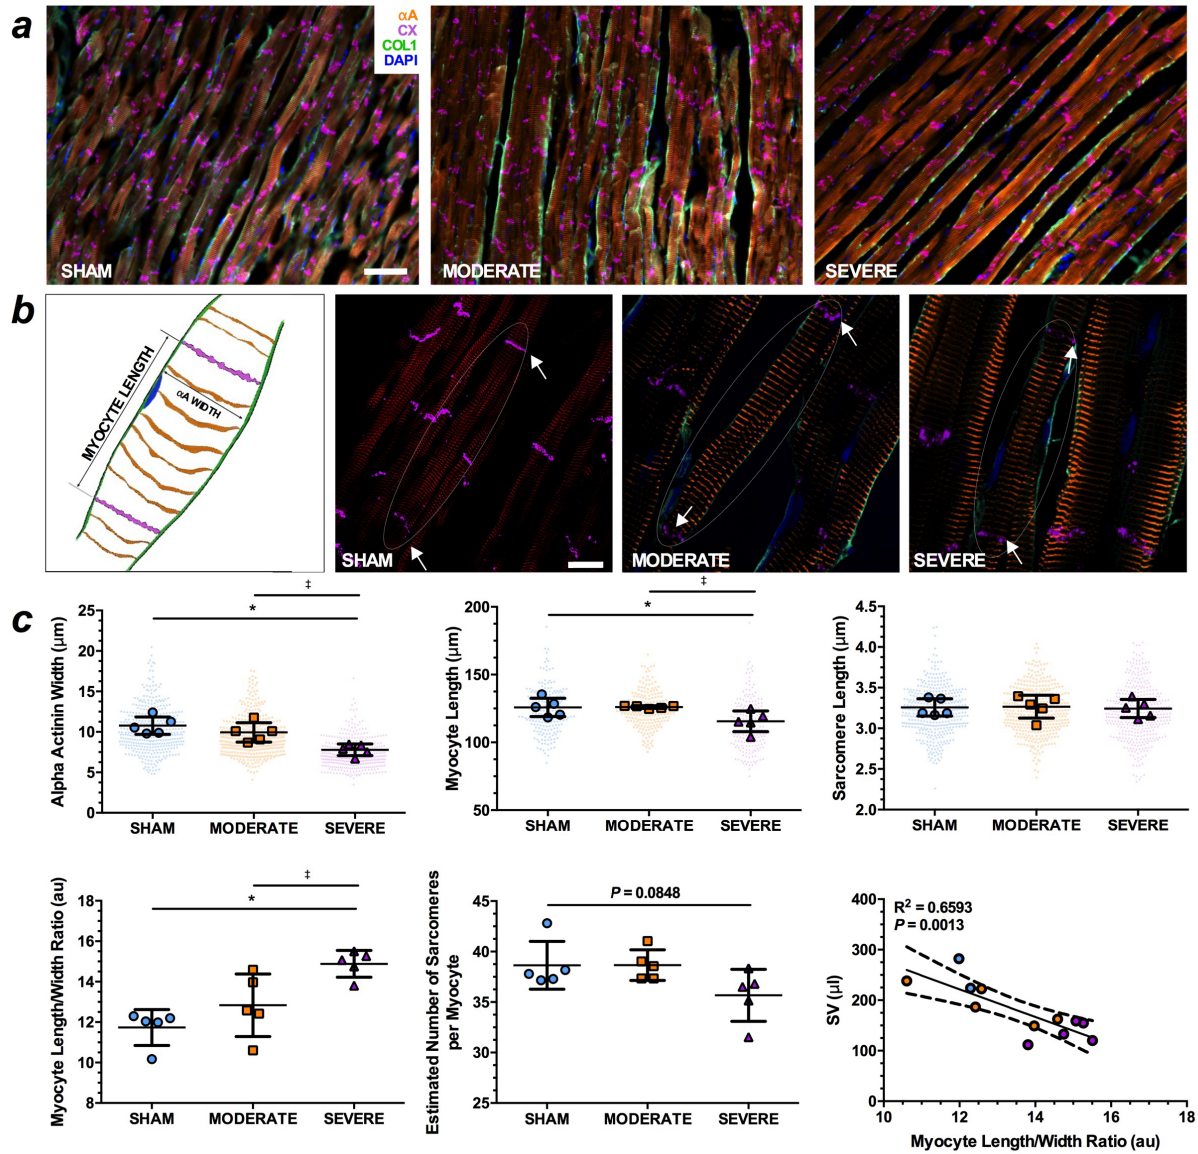 a
αA
CX
COL1
DAPI
SHAM
MODERATE
SEVERE
b
MYOCYTE LENGTH
αA WIDTH
SHAM
MODERATE
SEVERE
c
‡
*
Alpha Actinin Width (μm)
25
20
15
10
5
0
SHAM
MODERATE
SEVERE
‡
*
Myocyte Length (μm)
200
150
100
50
SHAM
MODERATE
SEVERE
Sarcomere Length (μm)
4.5
4.0
3.5
3.0
2.5
2.0
SHAM
MODERATE
SEVERE
‡
*
Myocyte Length/Width Ratio (au)
18
16
14
12
10
8
SHAM
MODERATE
SEVERE
P = 0.0848
Estimated Number of Sarcomeres
per Myocyte
45
40
35
30
25
SHAM
MODERATE
SEVERE
R² = 0.6593
P = 0.0013
SV (μl)
400
300
200
100
0
10
12
14
16
18
Myocyte Length/Width Ratio (au)